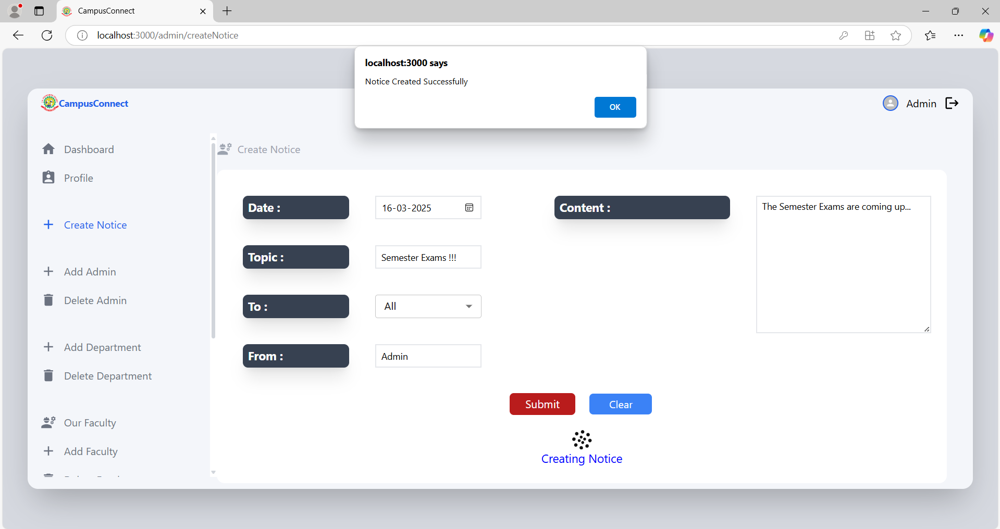 CampusConnect
localhost:3000/admin/createNotice
localhost:3000 says
Notice Created Successfully
OK
CampusConnect
Admin
Dashboard
Profile
Create Notice
Add Admin
Delete Admin
Add Department
Delete Department
Our Faculty
Add Faculty
Create Notice
Date :
16-03-2025
Topic :
Semester Exams !!!
To :
All
From :
Admin
Content :
The Semester Exams are coming up...
Submit
Clear
Creating Notice